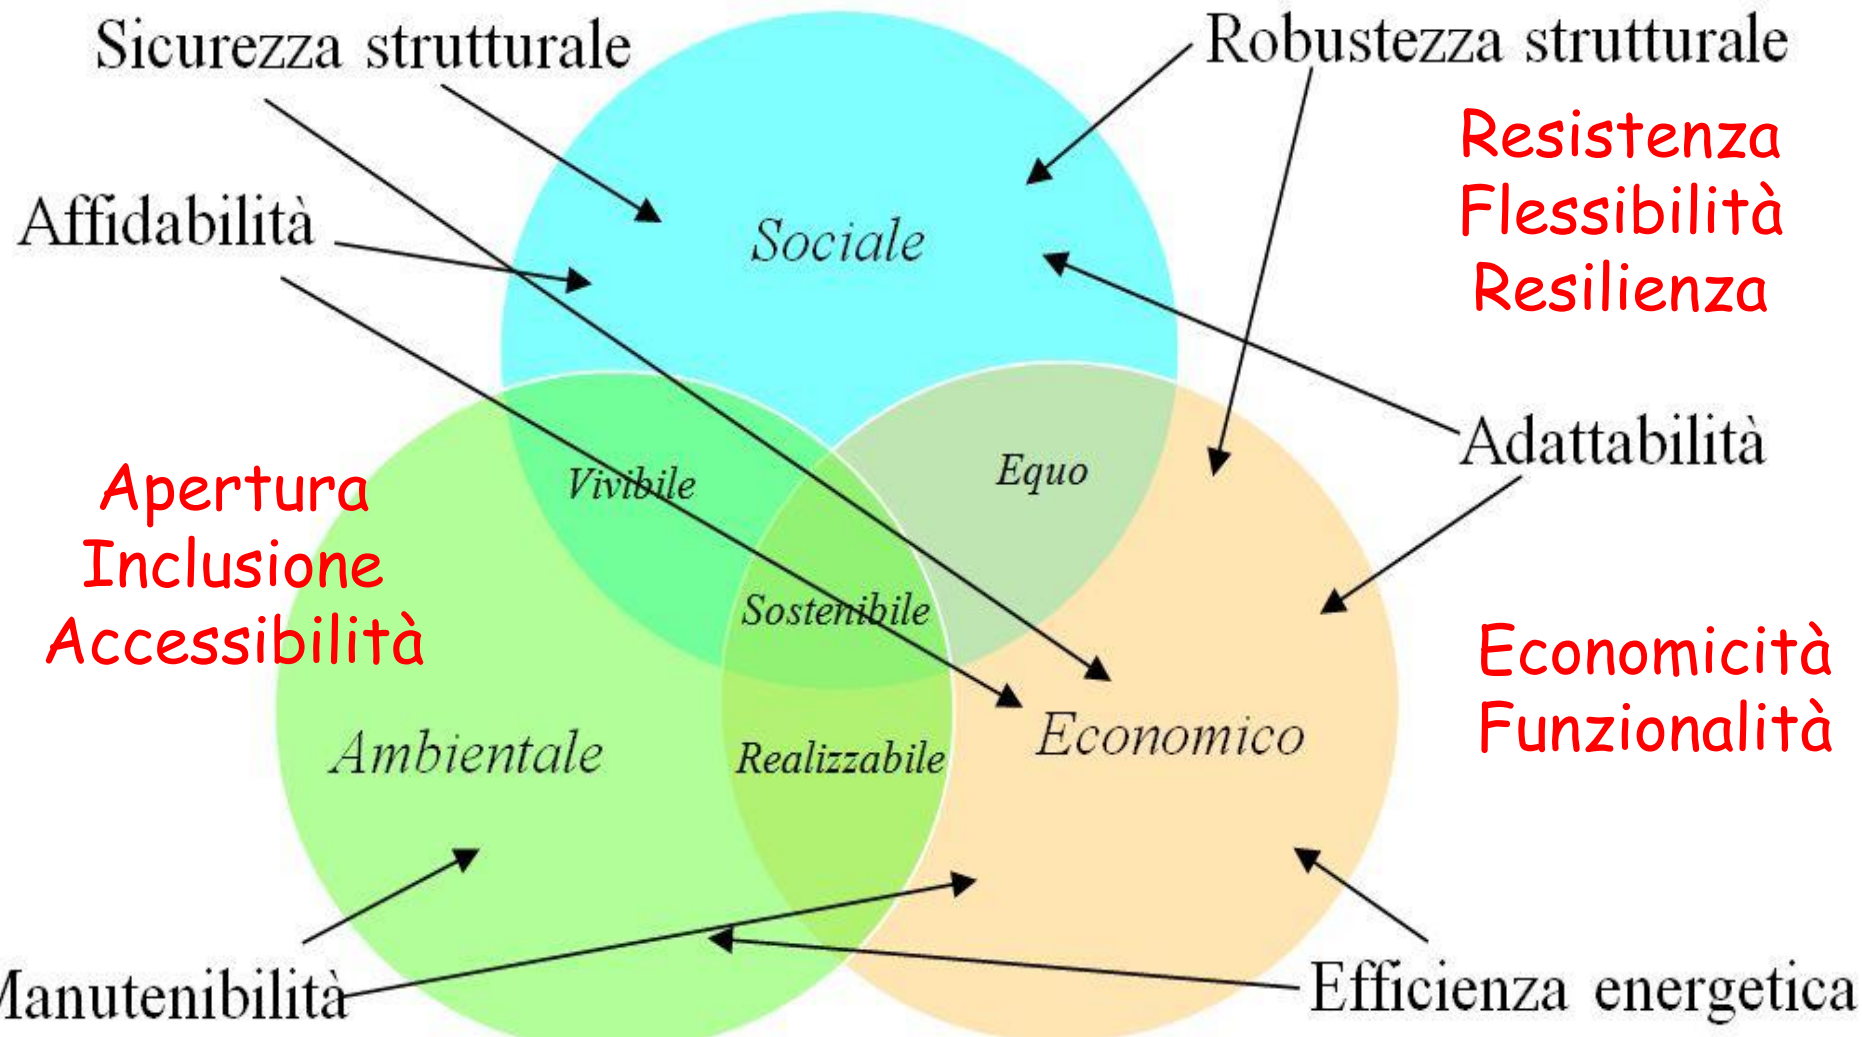 Sicurezza strutturale
Robustezza strutturale
Resistenza
Flessibilità
Resilienza
Affidabilità
Sociale
Adattabilità
Vivibile
Equo
Apertura
Inclusione
Accessibilità
Sostenibile
Economicità
Funzionalità
Ambientale
Realizzabile
Economico
Manutenibilità
Efficienza energetica